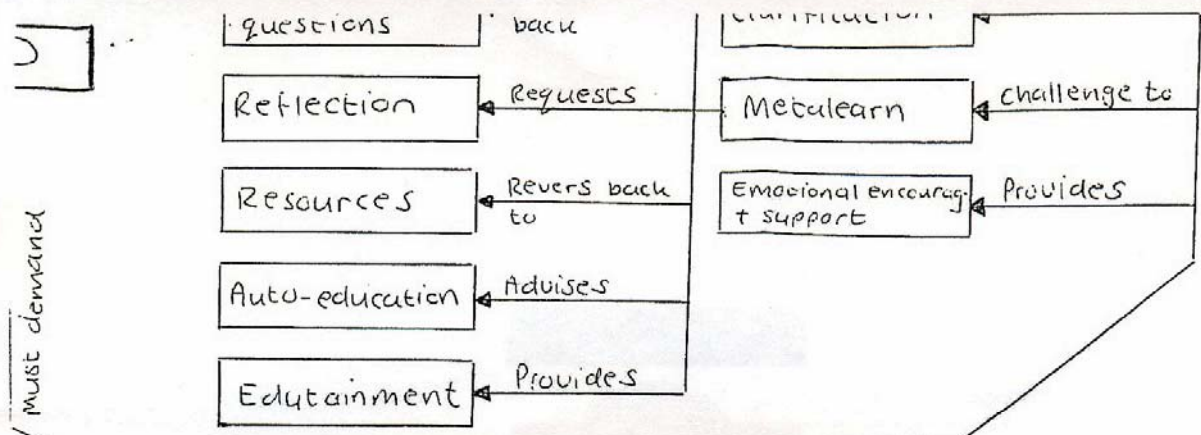 questions
back
clarification
Reflection
Requests
Metalearn
challenge to
Resources
Revers back
to
Emotional encourag.
+ support
Provides
Must demand
Auto-education
Advises
Edutainment
Provides